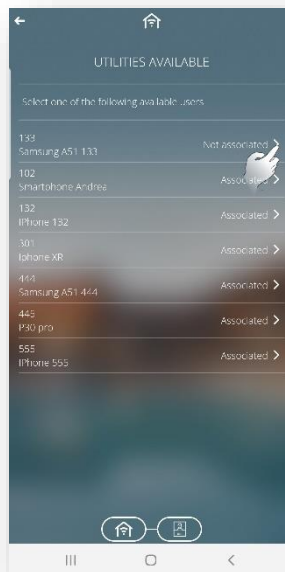 UTILITIES AVAILABLE
Select one of the following available users
133
Samsung A51 133
Not associated
102
Smartohone Andrea
Associated
132
IPhone 132
Associated
301
Iphone XR
Associated
444
Samsung A51 444
Associated
445
P30 pro
Associated
555
IPhone 555
Associated